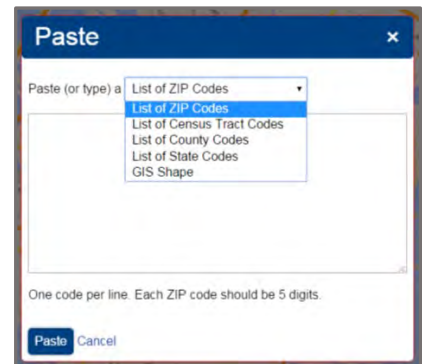 Paste ×
Paste (or type) a List of ZIP Codes
List of ZIP Codes
List of Census Tract Codes
List of County Codes
List of State Codes
GIS Shape
One code per line. Each ZIP code should be 5 digits.
Paste Cancel